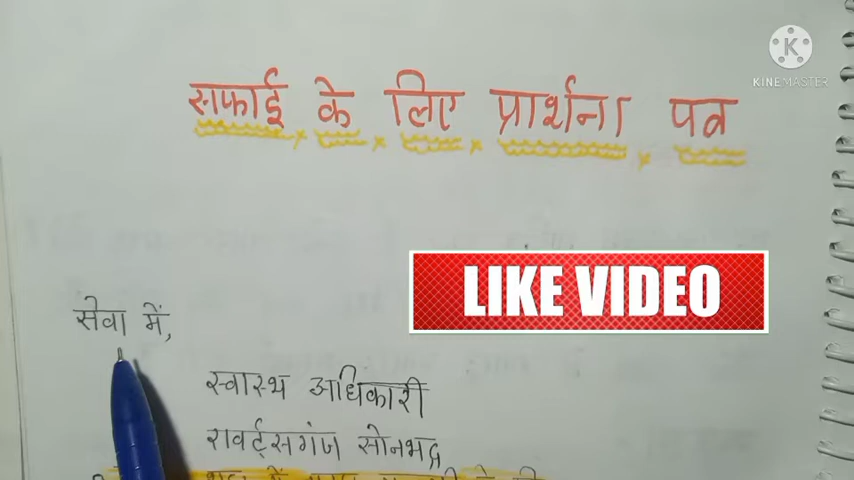 KINEMASTER
सफाई के लिए प्रार्थना पत्र
LIKE VIDEO
सेवा में,
स्वास्थ अधिकारी
रावर्ट्सगंज सोनभद्र